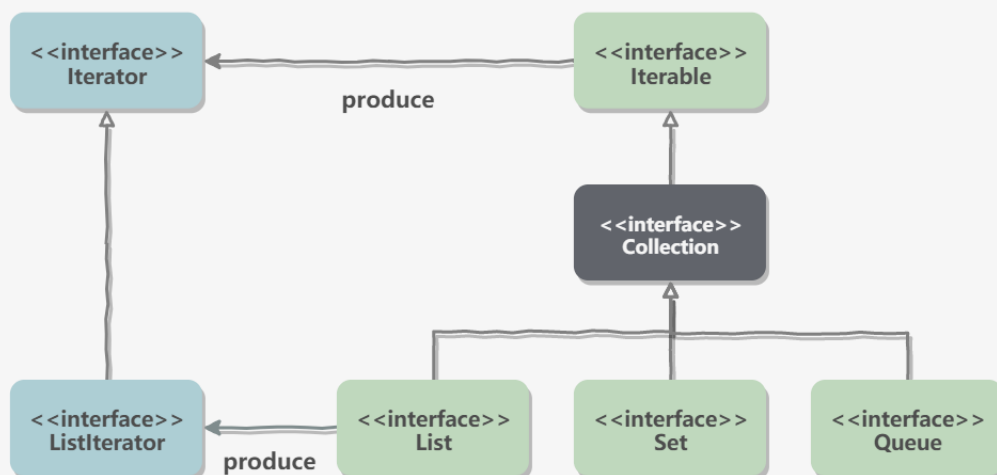 <<interface>>
Iterator
<<interface>>
Iterable
produce
<<interface>>
Collection
<<interface>>
ListIterator
<<interface>>
List
<<interface>>
Set
<<interface>>
Queue
produce